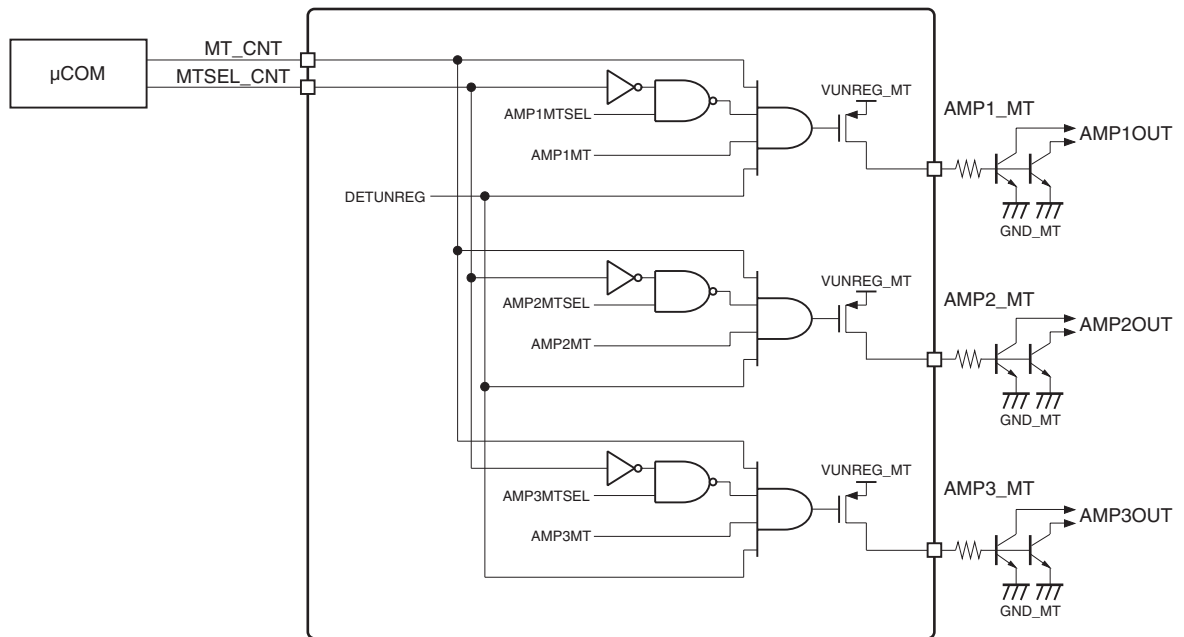 µCOM
MT_CNT
MTSEL_CNT
AMP1MTSEL
AMP1MT
DETUNREG
VUNREG_MT
AMP1_MT
AMP1OUT
GND_MT
AMP2MTSEL
AMP2MT
VUNREG_MT
AMP2_MT
AMP2OUT
GND_MT
AMP3MTSEL
AMP3MT
VUNREG_MT
AMP3_MT
AMP3OUT
GND_MT